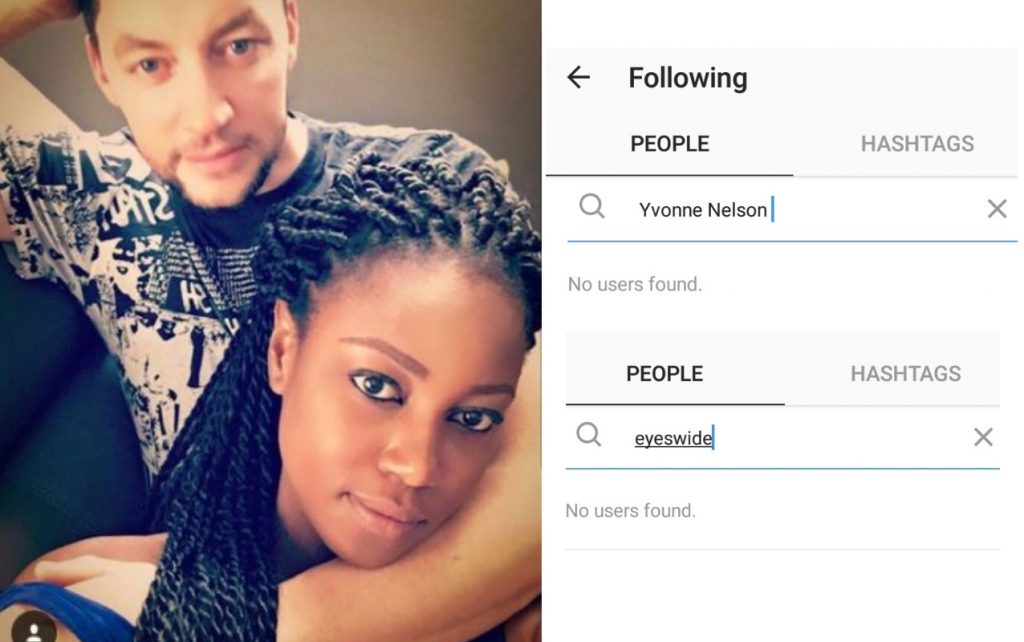 Following
PEOPLE HASHTAGS
Yvonne Nelson
No users found.
PEOPLE HASHTAGS
eyeswide
No users found.